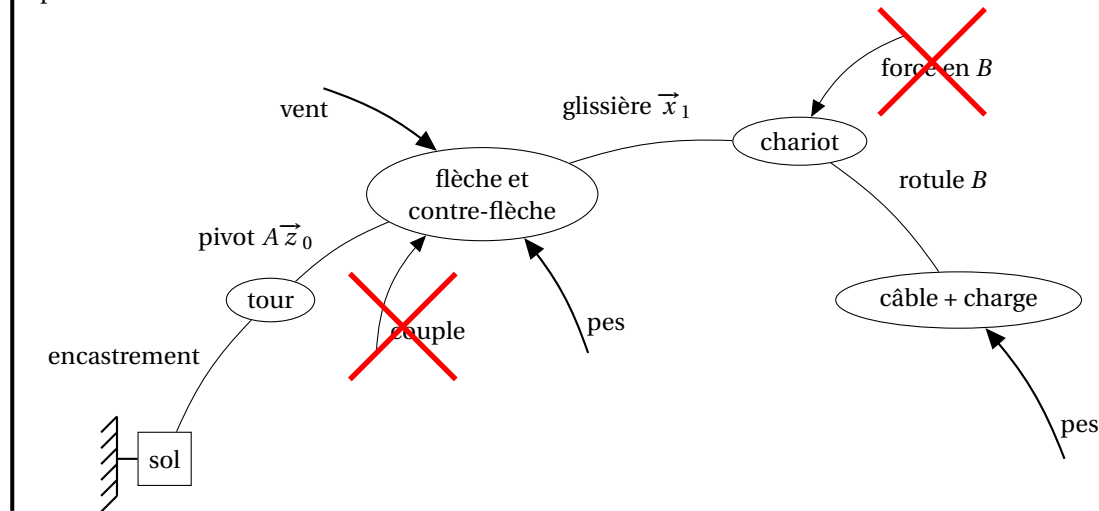 force en B
vent
glissière x⃗₁
chariot
flèche et
contre-flèche
rotule B
pivot Az⃗₀
tour
câble + charge
couple
pes
encastrement
pes
sol